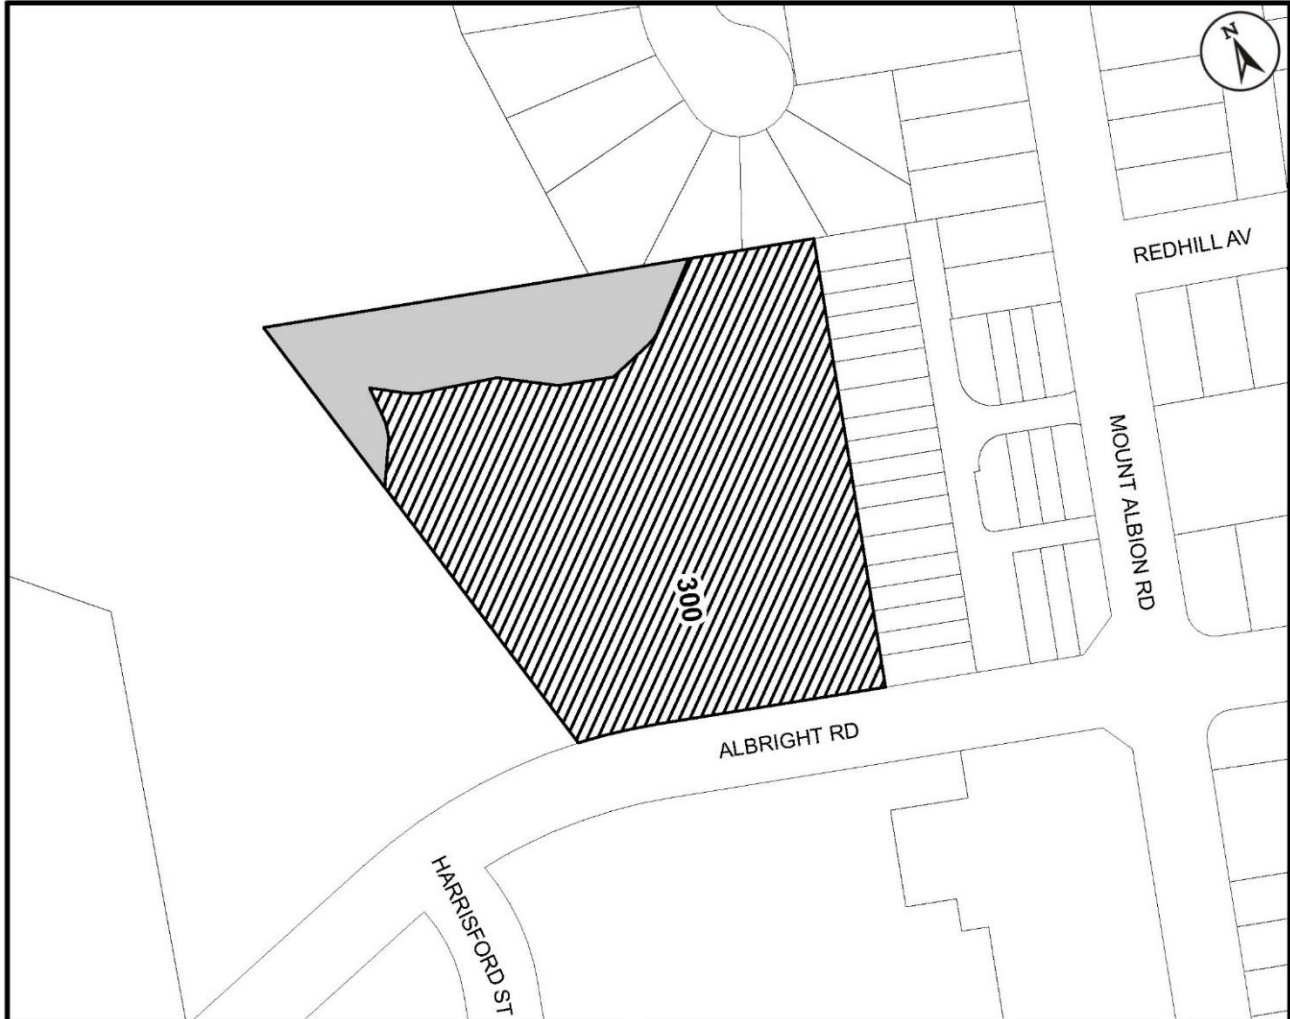 N
REDHILL AV
MOUNT ALBION RD
300
ALBRIGHT RD
HARRISFORD ST